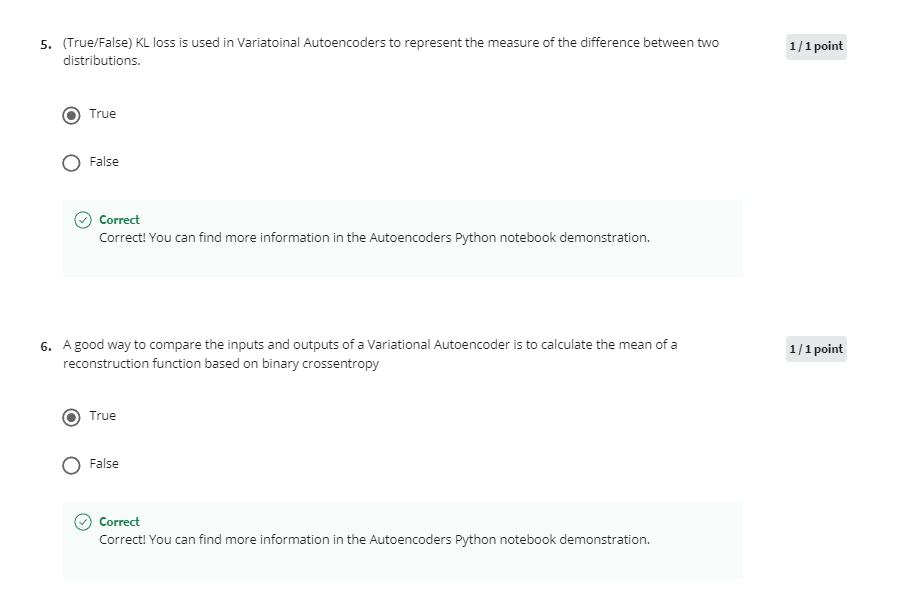 5. (True/False) KL loss is used in Variatoinal Autoencoders to represent the measure of the difference between two
distributions.
1 / 1 point
True
False
Correct
Correct! You can find more information in the Autoencoders Python notebook demonstration.
6. A good way to compare the inputs and outputs of a Variational Autoencoder is to calculate the mean of a
reconstruction function based on binary crossentropy
1 / 1 point
True
False
Correct
Correct! You can find more information in the Autoencoders Python notebook demonstration.